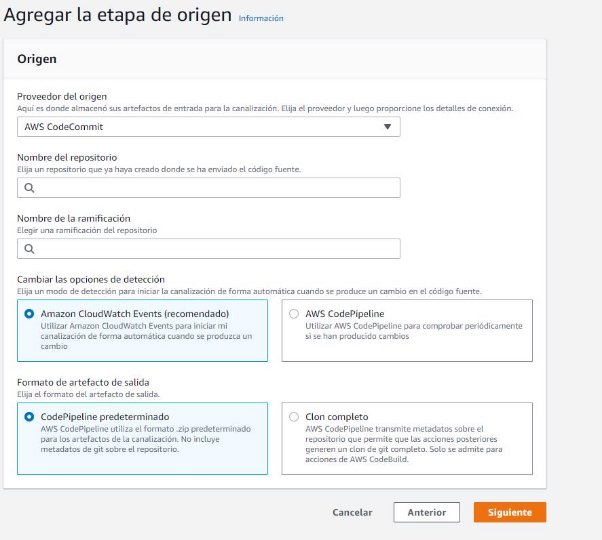 Agregar la etapa de origen Información
Origen
Proveedor del origen
Aquí es donde almacenó sus artefactos de entrada para la canalización. Elija el proveedor y luego proporcione los detalles de conexión.
AWS CodeCommit
Nombre del repositorio
Elija un repositorio que ya haya creado donde se ha enviado el código fuente.
Nombre de la ramificación
Elegir una ramificación del repositorio
Cambiar las opciones de detección
Elija un modo de detección para iniciar la canalización de forma automática cuando se produce un cambio en el código fuente.
Amazon CloudWatch Events (recomendado)
Utilizar Amazon CloudWatch Events para iniciar mi
canalización de forma automática cuando se produzca un
cambio
AWS CodePipeline
Utilizar AWS CodePipeline para comprobar periódicamente
si se han producido cambios
Formato de artefacto de salida
Elija el formato del artefacto de salida.
CodePipeline predeterminado
AWS CodePipeline utiliza el formato .zip predeterminado
para los artefactos de la canalización. No incluye
metadatos de git sobre el repositorio.
Clon completo
AWS CodePipeline transmite metadatos sobre el
repositorio que permite que las acciones posteriores
generen un clon de git completo. Solo se admite para
acciones de AWS CodeBuild.
Cancelar Anterior Siguiente